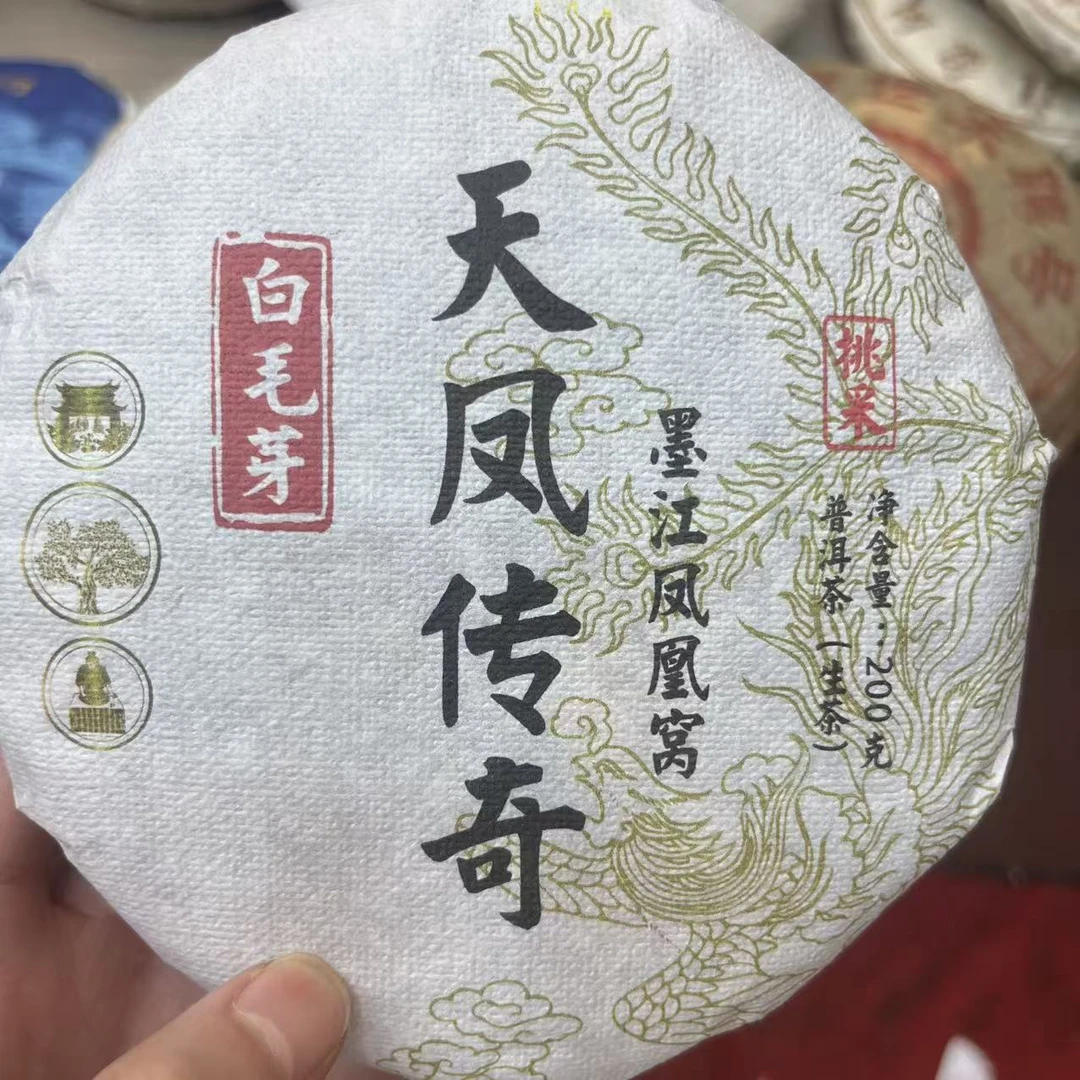 桃采
净含量：200克
普洱茶（生茶）
墨江凤凰窝
天凤传奇
白毛芽